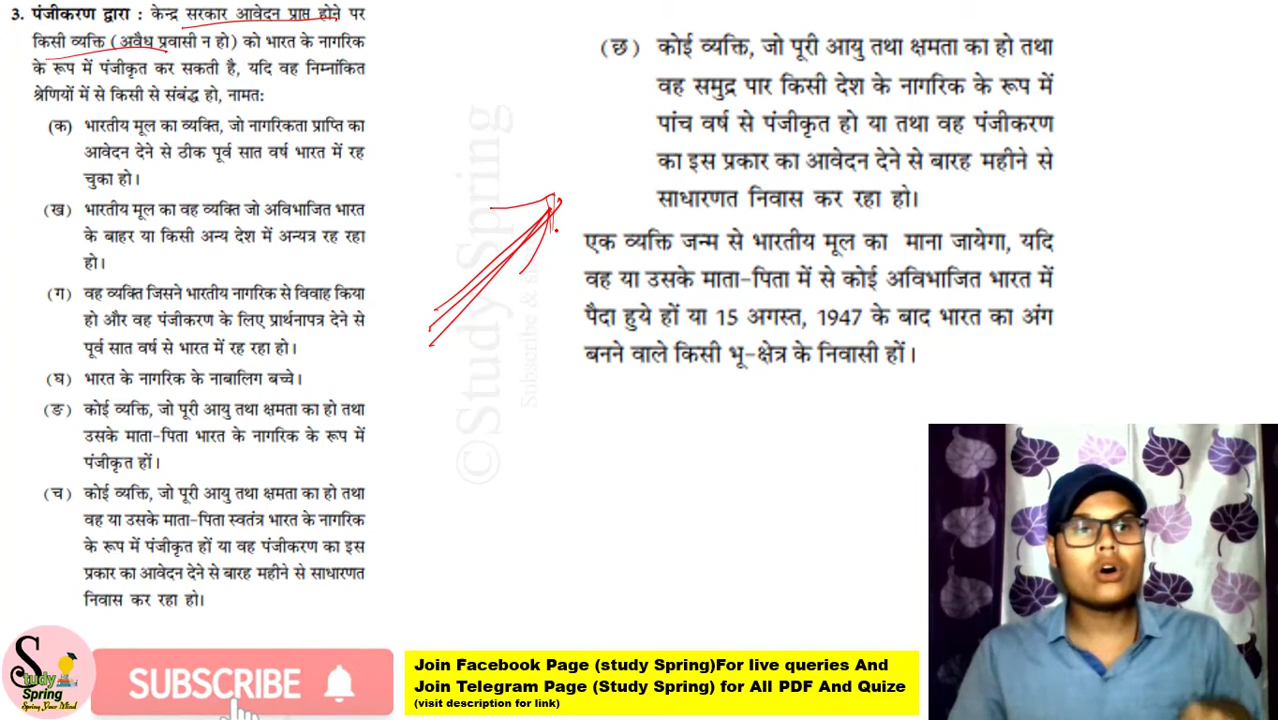 3. पंजीकरण द्वारा : केन्द्र सरकार आवेदन प्राप्त होने पर
किसी व्यक्ति (अवैध प्रवासी न हो) को भारत के नागरिक
के रूप में पंजीकृत कर सकती है, यदि वह निम्नांकित
श्रेणियों में से किसी से संबंद्ध हो, नामत:
(क) भारतीय मूल का व्यक्ति, जो नागरिकता प्राप्ति का
आवेदन देने से ठीक पूर्व सात वर्ष भारत में रह
चुका हो।
(ख) भारतीय मूल का वह व्यक्ति जो अविभाजित भारत
के बाहर या किसी अन्य देश में अन्यत्र रह रहा
हो।
(ग) वह व्यक्ति जिसने भारतीय नागरिक से विवाह किया
हो और वह पंजीकरण के लिए प्रार्थनापत्र देने से
पूर्व सात वर्ष से भारत में रह रहा हो।
(घ) भारत के नागरिक के नाबालिग बच्चे।
(ङ) कोई व्यक्ति, जो पूरी आयु तथा क्षमता का हो तथा
उसके माता-पिता भारत के नागरिक के रूप में
पंजीकृत हों।
(च) कोई व्यक्ति, जो पूरी आयु तथा क्षमता का हो तथा
वह या उसके माता-पिता स्वतंत्र भारत के नागरिक
के रूप में पंजीकृत हों या वह पंजीकरण का इस
प्रकार का आवेदन देने से बारह महीने से साधारणत
निवास कर रहा हो।
(छ) कोई व्यक्ति, जो पूरी आयु तथा क्षमता का हो तथा
वह समुद्र पार किसी देश के नागरिक के रूप में
पांच वर्ष से पंजीकृत हो या तथा वह पंजीकरण
का इस प्रकार का आवेदन देने से बारह महीने से
साधारणत निवास कर रहा हो।
एक व्यक्ति जन्म से भारतीय मूल का माना जायेगा, यदि
वह या उसके माता-पिता में से कोई अविभाजित भारत में
पैदा हुये हों या 15 अगस्त, 1947 के बाद भारत का अंग
बनने वाले किसी भू-क्षेत्र के निवासी हों।
©StudySpring
Subscribe & s
Study
Spring
Spring Your Mind
SUBSCRIBE
Join Facebook Page (study Spring)For live queries And
Join Telegram Page (Study Spring) for All PDF And Quize
(visit description for link)